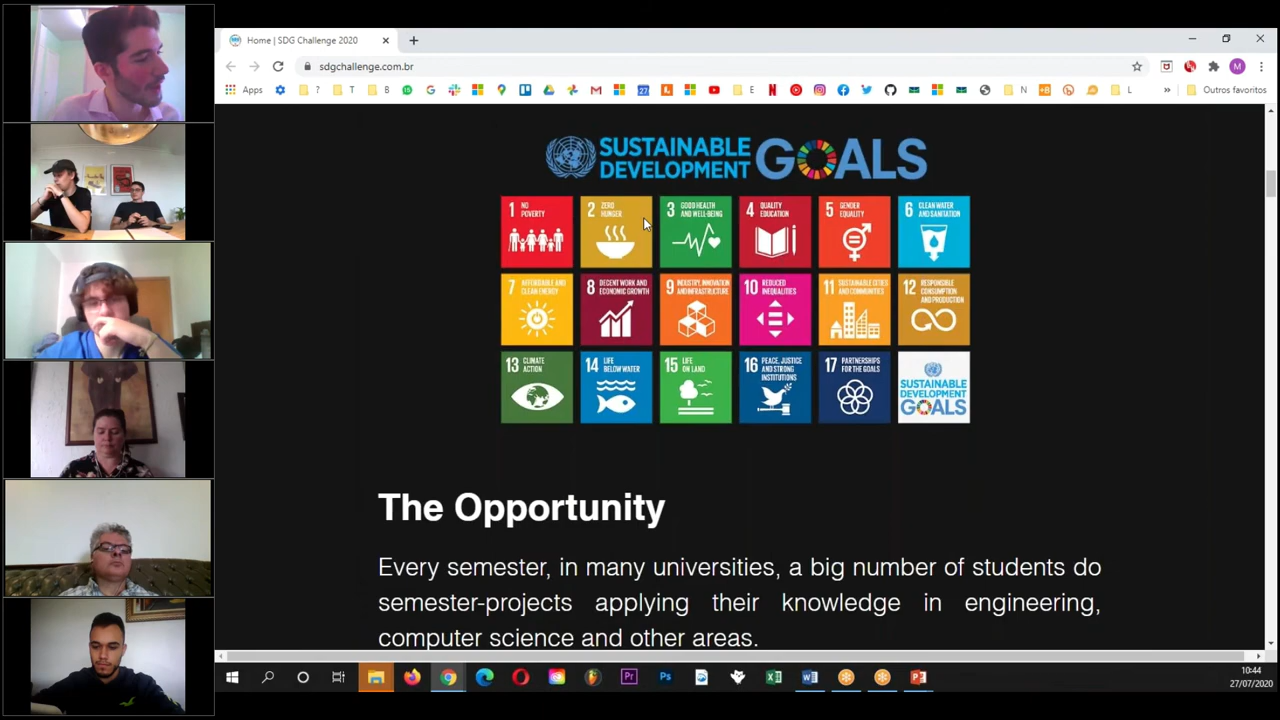 Home | SDG Challenge 2020
sdgchallenge.com.br
M
Apps
?
T
B
27
E
N
L
»
Outros favoritos
SUSTAINABLE
DEVELOPMENT
GOALS
1 NO POVERTY
2 ZERO HUNGER
3 GOOD HEALTH AND WELL-BEING
4 QUALITY EDUCATION
5 GENDER EQUALITY
6 CLEAN WATER AND SANITATION
7 AFFORDABLE AND CLEAN ENERGY
8 DECENT WORK AND ECONOMIC GROWTH
9 INDUSTRY, INNOVATION AND INFRASTRUCTURE
10 REDUCED INEQUALITIES
11 SUSTAINABLE CITIES AND COMMUNITIES
12 RESPONSIBLE CONSUMPTION AND PRODUCTION
13 CLIMATE ACTION
14 LIFE BELOW WATER
15 LIFE ON LAND
16 PEACE, JUSTICE AND STRONG INSTITUTIONS
17 PARTNERSHIPS FOR THE GOALS
SUSTAINABLE
DEVELOPMENT
GOALS
The Opportunity
Every semester, in many universities, a big number of students do
semester-projects applying their knowledge in engineering,
computer science and other areas.
Pr
Ps
10:44
27/07/2020